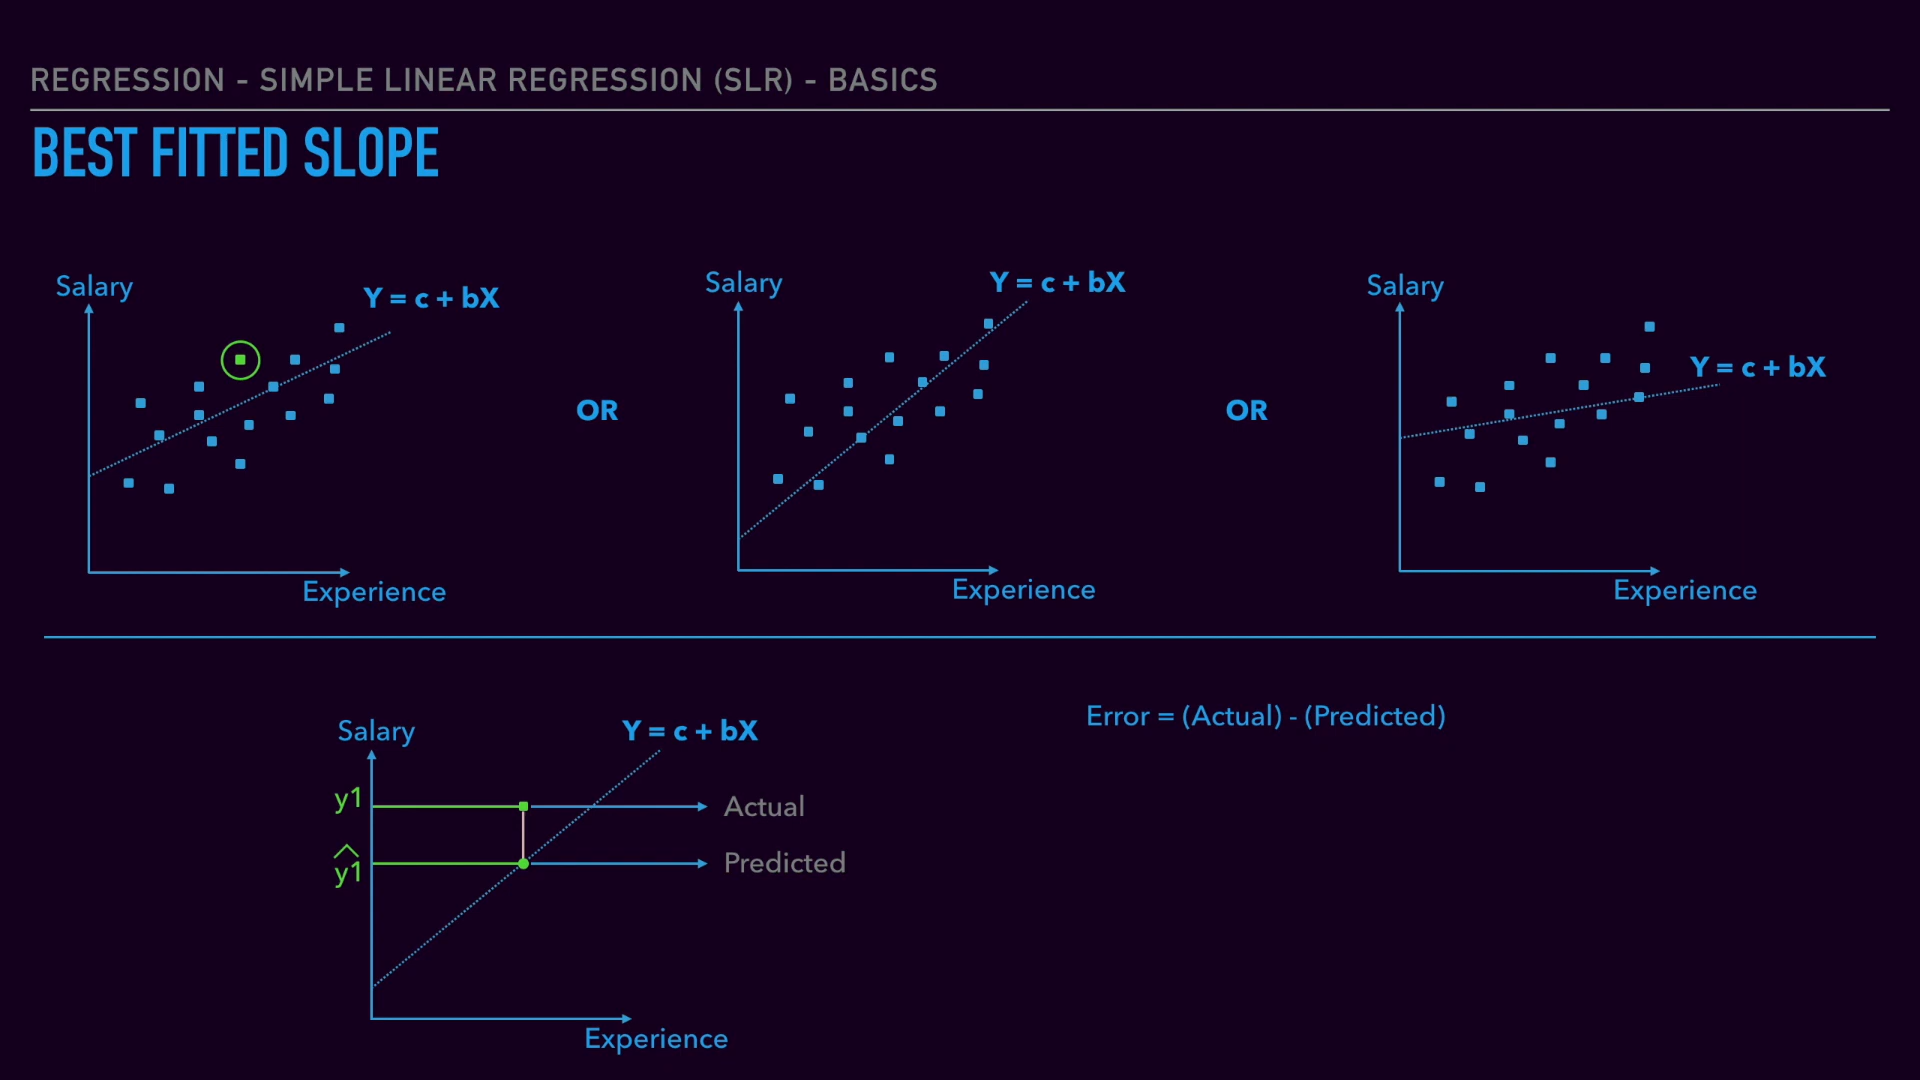 REGRESSION - SIMPLE LINEAR REGRESSION (SLR) - BASICS
BEST FITTED SLOPE
Salary
Y = c + bX
Experience
OR
Salary
Y = c + bX
Experience
OR
Salary
Y = c + bX
Experience
Salary
Y = c + bX
y1
Actual
ŷ1
Predicted
Experience
Error = (Actual) - (Predicted)